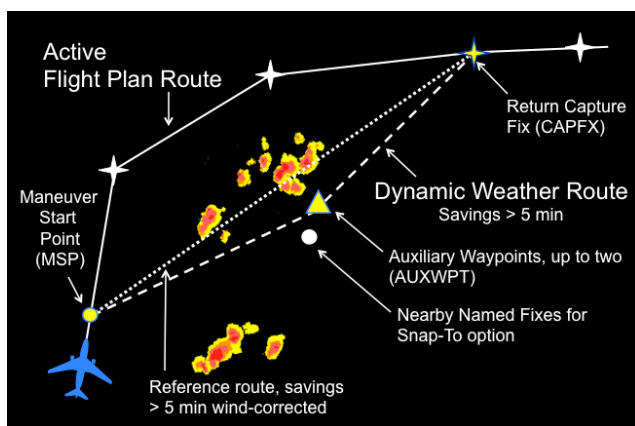 Active
Flight Plan Route
Return Capture
Fix (CAPFX)
Maneuver
Start
Point
(MSP)
Dynamic Weather Route
Savings > 5 min
Auxiliary Waypoints, up to two
(AUXWPT)
Nearby Named Fixes for
Snap-To option
Reference route, savings
> 5 min wind-corrected